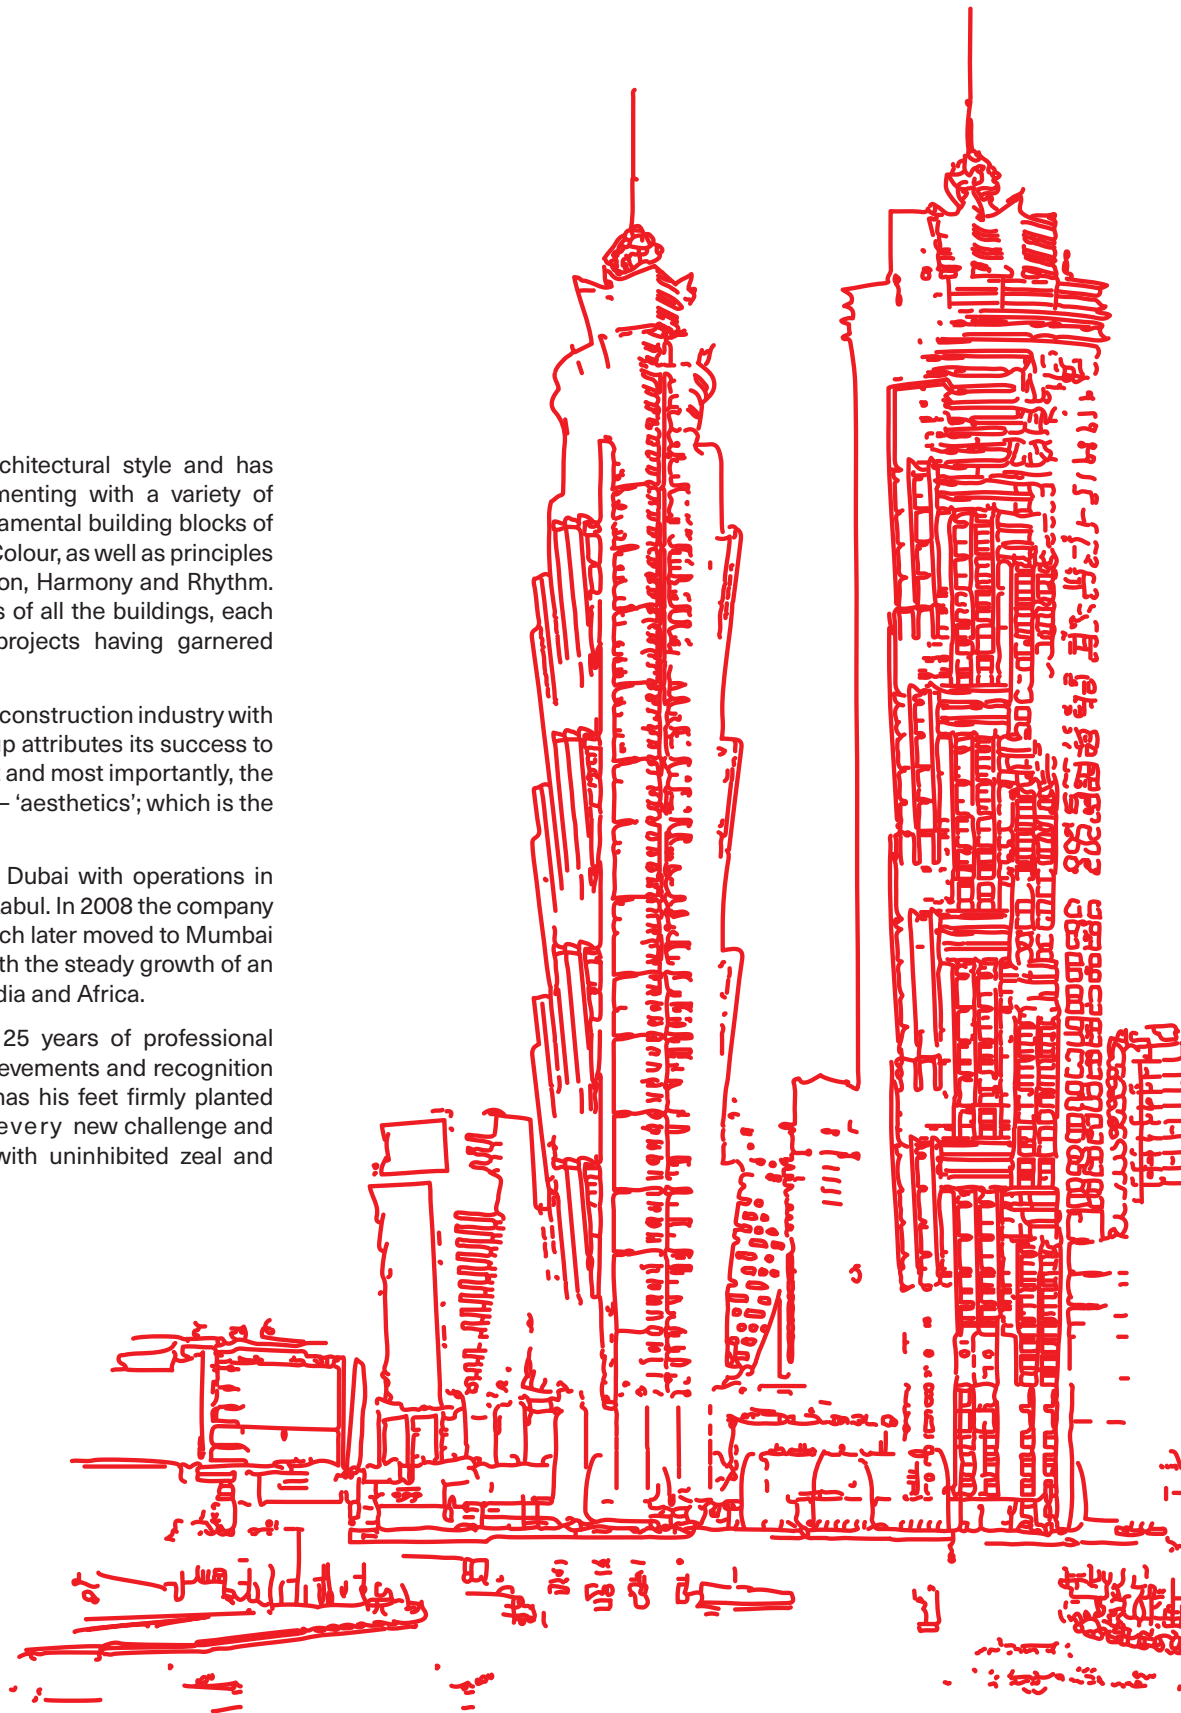 chitectural style and has
menting with a variety of
amental building blocks of
Colour, as well as principles
on, Harmony and Rhythm.
s of all the buildings, each
projects having garnered
construction industry with
up attributes its success to
t and most importantly, the
– ‘aesthetics’; which is the
Dubai with operations in
abul. In 2008 the company
ch later moved to Mumbai
th the steady growth of an
dia and Africa.
25 years of professional
evements and recognition
has his feet firmly planted
every new challenge and
with uninhibited zeal and